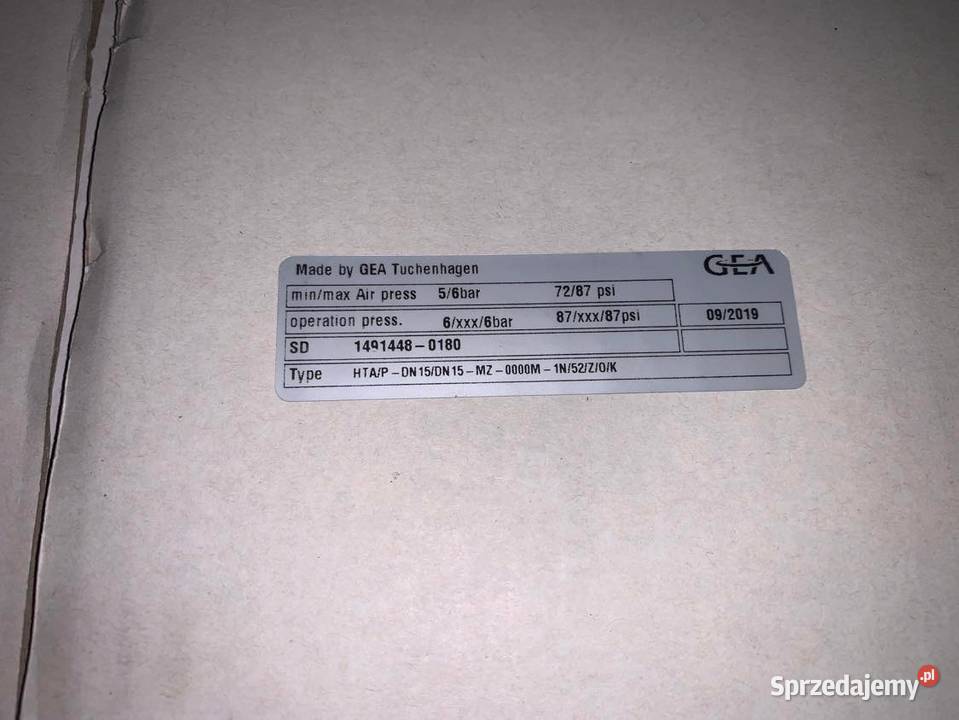 Made by GEA Tuchenhagen
GEA
min/max Air press 5/6bar 72/87 psi
operation press. 6/xxx/6bar 87/xxx/87psi 09/2019
SD 1491448-0180
Type HTA/P-DN15/DN15-MZ-0000M-1N/52/Z/0/K
Sprzedajemy.pl